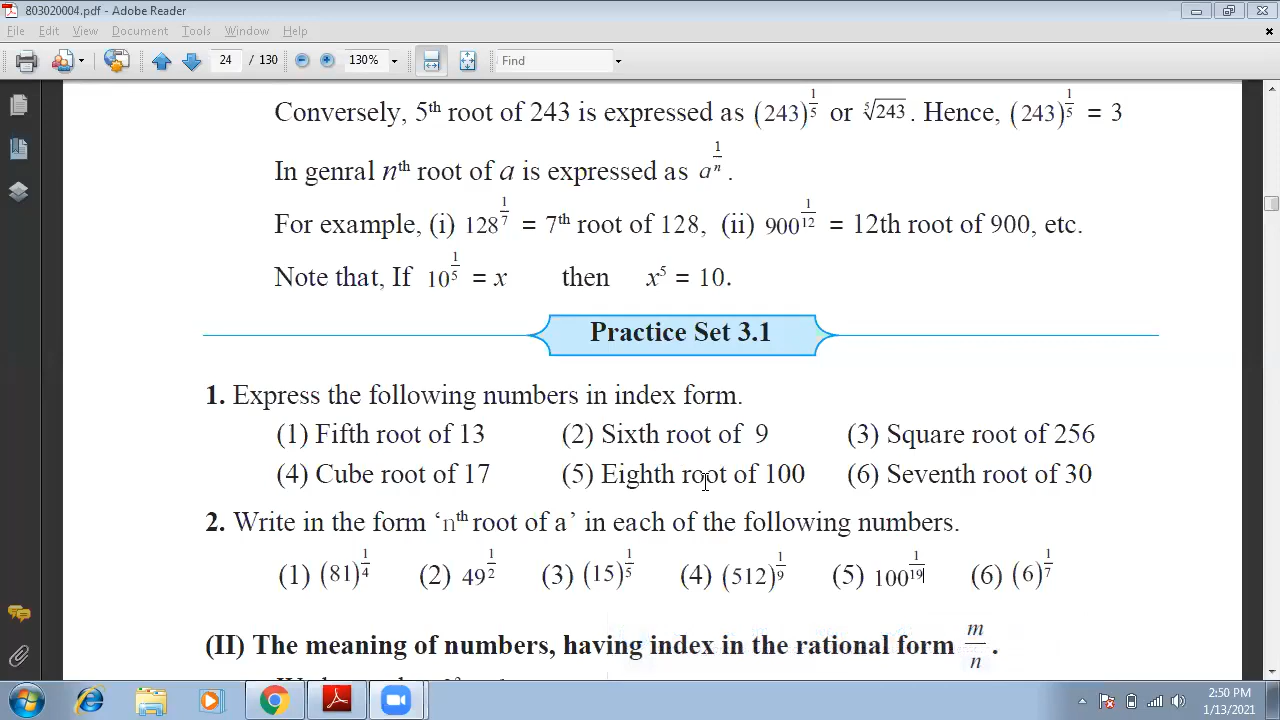 803020004.pdf - Adobe Reader
File Edit View Document Tools Window Help
24 / 130 130% Find
Conversely, 5th root of 243 is expressed as (243)^(1/5) or ⁵√243. Hence, (243)^(1/5) = 3
In genral nth root of a is expressed as a^(1/n).
For example, (i) 128^(1/7) = 7th root of 128, (ii) 900^(1/12) = 12th root of 900, etc.
Note that, If 10^(1/5) = x then x⁵ = 10.
Practice Set 3.1
1. Express the following numbers in index form.
(1) Fifth root of 13 (2) Sixth root of 9 (3) Square root of 256
(4) Cube root of 17 (5) Eighth root of 100 (6) Seventh root of 30
2. Write in the form ‘nth root of a’ in each of the following numbers.
(1) (81)^(1/4) (2) 49^(1/2) (3) (15)^(1/5) (4) (512)^(1/9) (5) 100^(1/19) (6) (6)^(1/7)
(II) The meaning of numbers, having index in the rational form m/n.
2:50 PM
1/13/2021